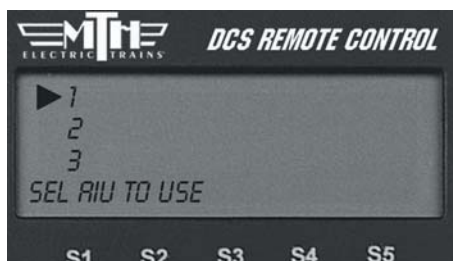 MTH
ELECTRIC TRAINS
DCS REMOTE CONTROL
▶1
2
3
SEL AIU TO USE
S1 S2 S3 S4 S5